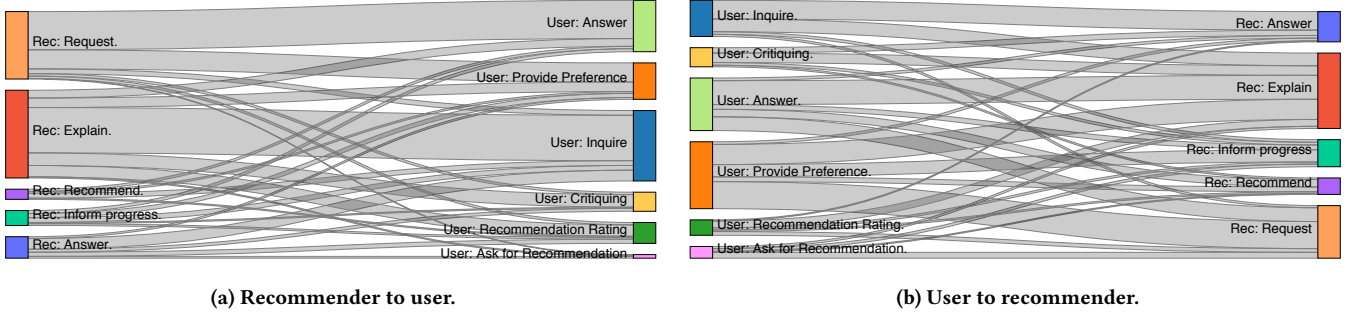 Rec: Request.
Rec: Explain.
Rec: Recommend.
Rec: Inform progress.
Rec: Answer.
User: Answer
User: Provide Preference
User: Inquire
User: Critiquing
User: Recommendation Rating
User: Ask for Recommendation
(a) Recommender to user.
User: Inquire.
User: Critiquing.
User: Answer.
User: Provide Preference.
User: Recommendation Rating.
User: Ask for Recommendation.
Rec: Answer
Rec: Explain
Rec: Inform progress
Rec: Recommend
Rec: Request
(b) User to recommender.